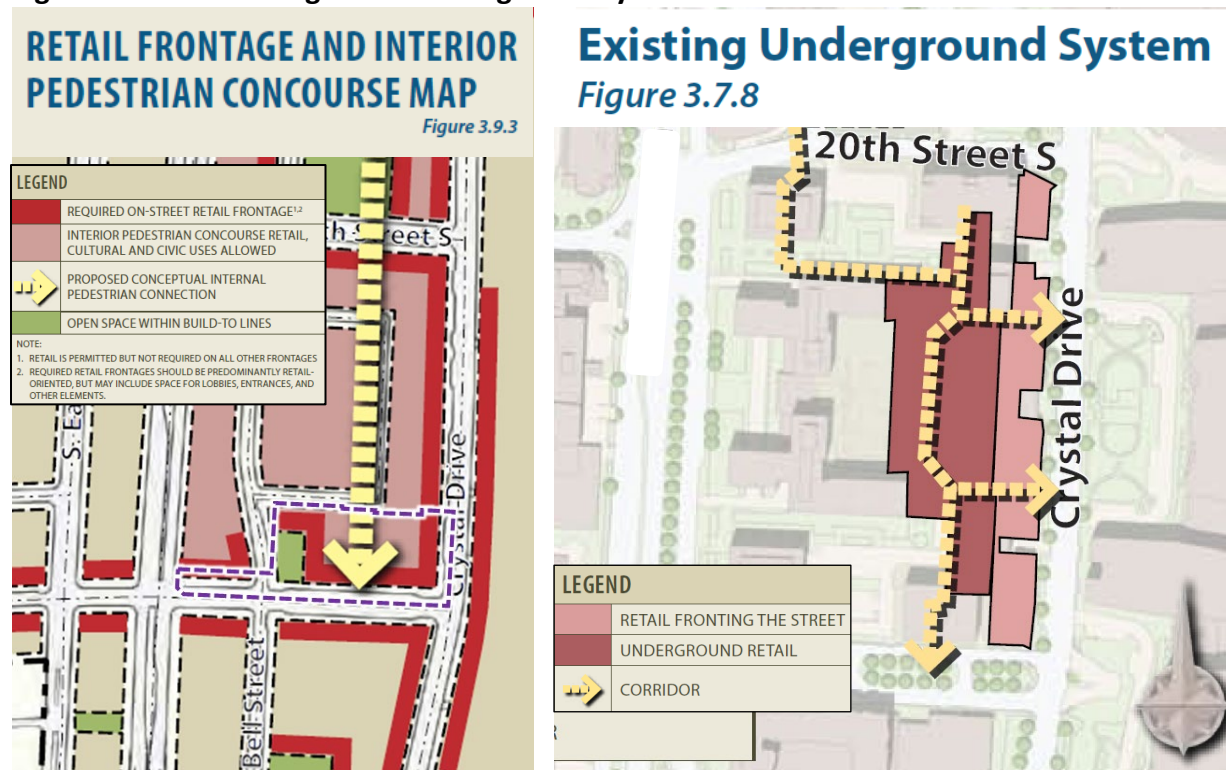 RETAIL FRONTAGE AND INTERIOR
PEDESTRIAN CONCOURSE MAP
Figure 3.9.3
LEGEND
REQUIRED ON-STREET RETAIL FRONTAGE1,2
INTERIOR PEDESTRIAN CONCOURSE RETAIL,
CULTURAL AND CIVIC USES ALLOWED
PROPOSED CONCEPTUAL INTERNAL
PEDESTRIAN CONNECTION
OPEN SPACE WITHIN BUILD-TO LINES
NOTE:
1. RETAIL IS PERMITTED BUT NOT REQUIRED ON ALL OTHER FRONTAGES
2. REQUIRED RETAIL FRONTAGES SHOULD BE PREDOMINANTLY RETAIL-
ORIENTED, BUT MAY INCLUDE SPACE FOR LOBBIES, ENTRANCES, AND
OTHER ELEMENTS.
h Street S
S. Ea
Crystal Drive
Bell Street
Existing Underground System
Figure 3.7.8
20th Street S
Crystal Drive
LEGEND
RETAIL FRONTING THE STREET
UNDERGROUND RETAIL
CORRIDOR
R